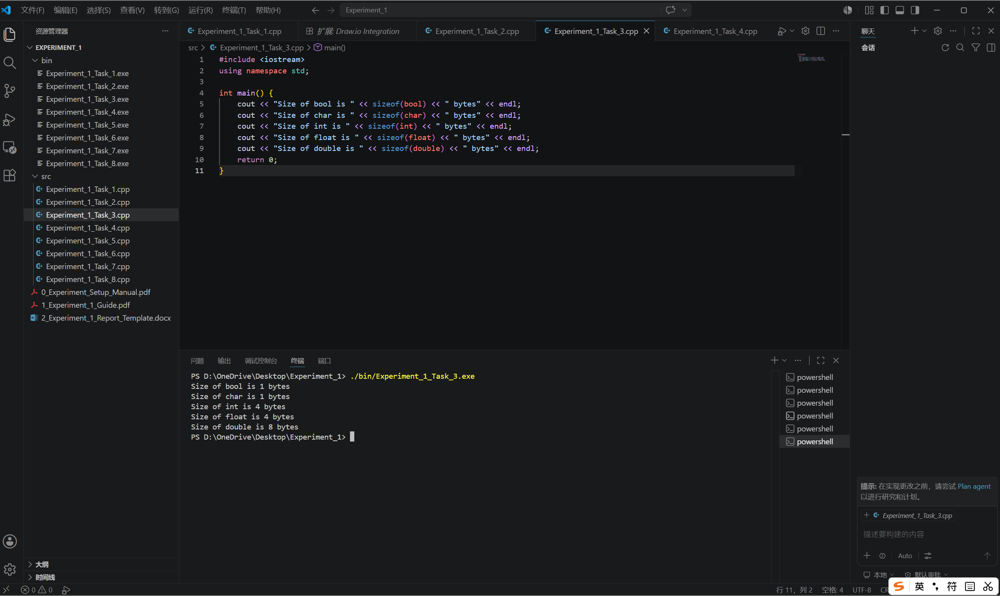 文件(F) 编辑(E) 选择(S) 查看(V) 转到(G) 运行(R) 终端(T) 帮助(H) Experiment_1
资源管理器
EXPERIMENT_1
bin
Experiment_1_Task_1.exe
Experiment_1_Task_2.exe
Experiment_1_Task_3.exe
Experiment_1_Task_4.exe
Experiment_1_Task_5.exe
Experiment_1_Task_6.exe
Experiment_1_Task_7.exe
Experiment_1_Task_8.exe
src
Experiment_1_Task_1.cpp
Experiment_1_Task_2.cpp
Experiment_1_Task_3.cpp
Experiment_1_Task_4.cpp
Experiment_1_Task_5.cpp
Experiment_1_Task_6.cpp
Experiment_1_Task_7.cpp
Experiment_1_Task_8.cpp
0_Experiment_Setup_Manual.pdf
1_Experiment_1_Guide.pdf
2_Experiment_1_Report_Template.docx
大纲
时间线
Experiment_1_Task_1.cpp 扩展: Draw.io Integration Experiment_1_Task_2.cpp Experiment_1_Task_3.cpp Experiment_1_Task_4.cpp
src > Experiment_1_Task_3.cpp > main()
1 #include <iostream>
2 using namespace std;
3
4 int main() {
5 cout << "Size of bool is " << sizeof(bool) << " bytes" << endl;
6 cout << "Size of char is " << sizeof(char) << " bytes" << endl;
7 cout << "Size of int is " << sizeof(int) << " bytes" << endl;
8 cout << "Size of float is " << sizeof(float) << " bytes" << endl;
9 cout << "Size of double is " << sizeof(double) << " bytes" << endl;
10 return 0;
11 }
问题 输出 调试控制台 终端 端口
PS D:\OneDrive\Desktop\Experiment_1> ./bin/Experiment_1_Task_3.exe
Size of bool is 1 bytes
Size of char is 1 bytes
Size of int is 4 bytes
Size of float is 4 bytes
Size of double is 8 bytes
PS D:\OneDrive\Desktop\Experiment_1>
powershell
powershell
powershell
powershell
powershell
powershell
聊天
会话
提示: 在实现更改之前，请尝试 Plan agent
以进行研究和计划。
Experiment_1_Task_3.cpp
描述要构建的内容
Auto
本地 默认审批
0 0 行 11，列 2 空格: 4 UTF-8 CR
英 符